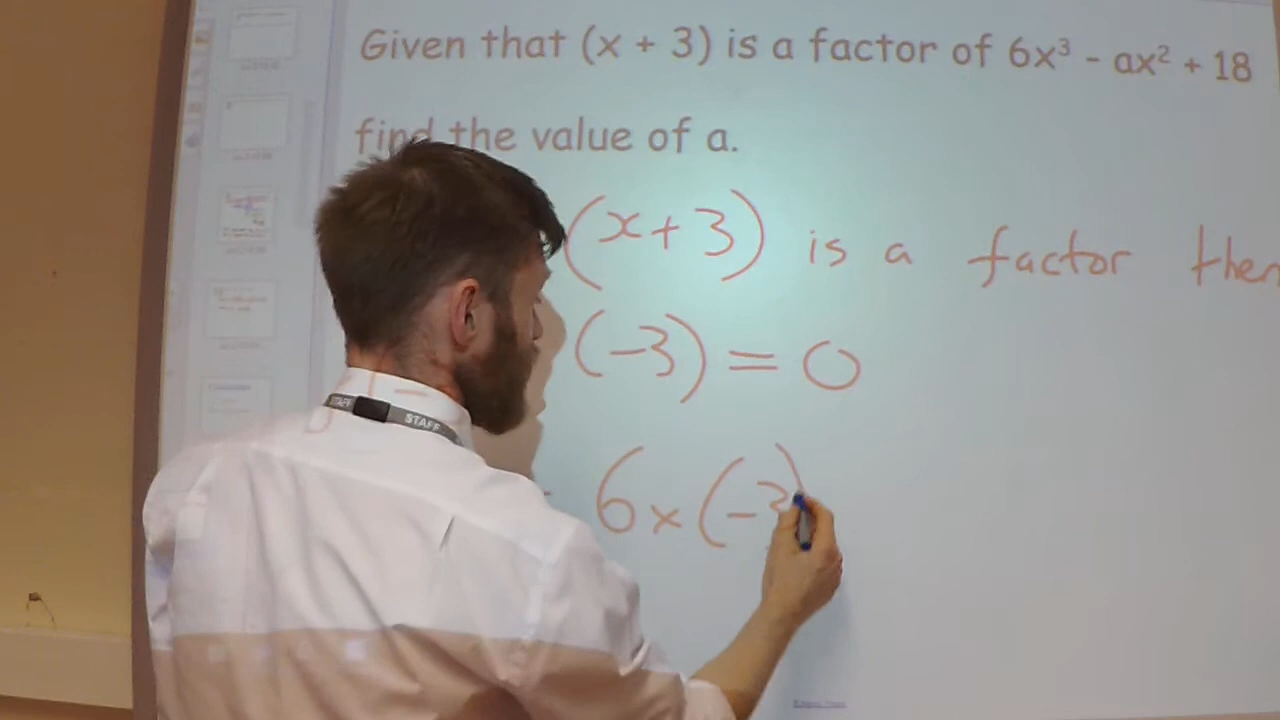 Given that (x + 3) is a factor of 6x³ - ax² + 18
find the value of a.
(x+3) is a factor then
(-3) = 0
6×(-3)
STAFF STAFF